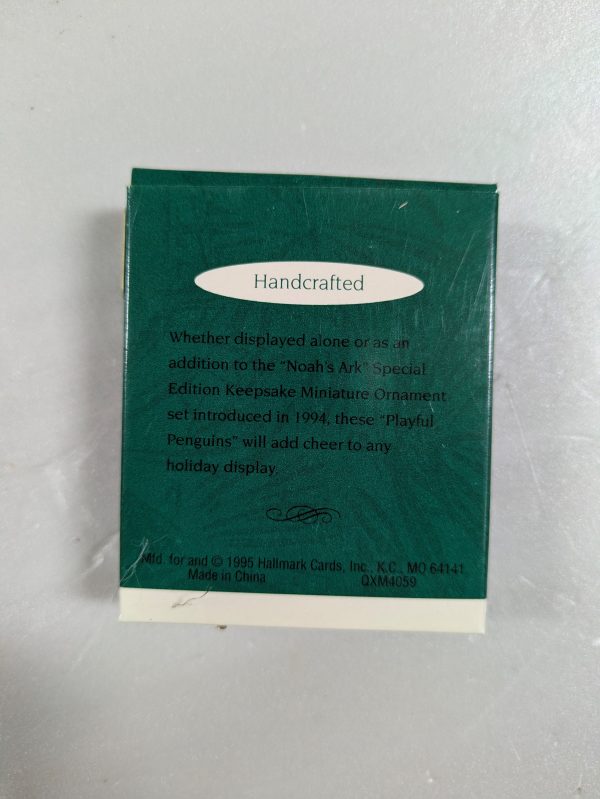 Handcrafted
Whether displayed alone or as an
addition to the "Noah's Ark" Special
Edition Keepsake Miniature Ornament
set introduced in 1994, these "Playful
Penguins" will add cheer to any
holiday display.
Mfd. for and © 1995 Hallmark Cards, Inc., K.C., MO 64141
Made in China QXM4059